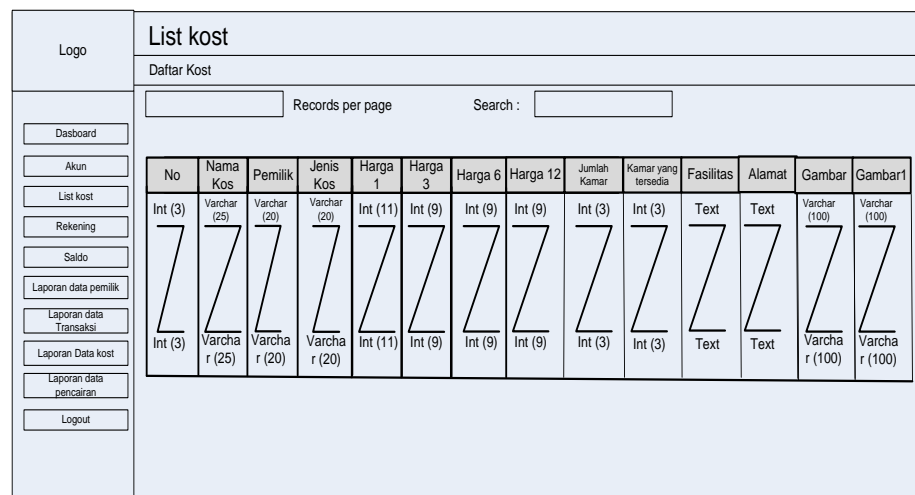 Logo
List kost
Daftar Kost
Records per page
Search :
Dasboard
Akun
List kost
Rekening
Saldo
Laporan data pemilik
Laporan data
Transaksi
Laporan Data kost
Laporan data
pencairan
Logout
No
Nama
Kos
Pemilik
Jenis
Kos
Harga
1
Harga
3
Harga 6
Harga 12
Jumlah
Kamar
Kamar yang
tersedia
Fasilitas
Alamat
Gambar
Gambar1
Int (3)
Varchar
(25)
Varchar
(20)
Varchar
(20)
Int (11)
Int (9)
Int (9)
Int (9)
Int (3)
Int (3)
Text
Text
Varchar
(100)
Varchar
(100)
Int (3)
Varcha
r (25)
Varcha
r (20)
Varcha
r (20)
Int (11)
Int (9)
Int (9)
Int (9)
Int (3)
Int (3)
Text
Text
Varcha
r (100)
Varcha
r (100)